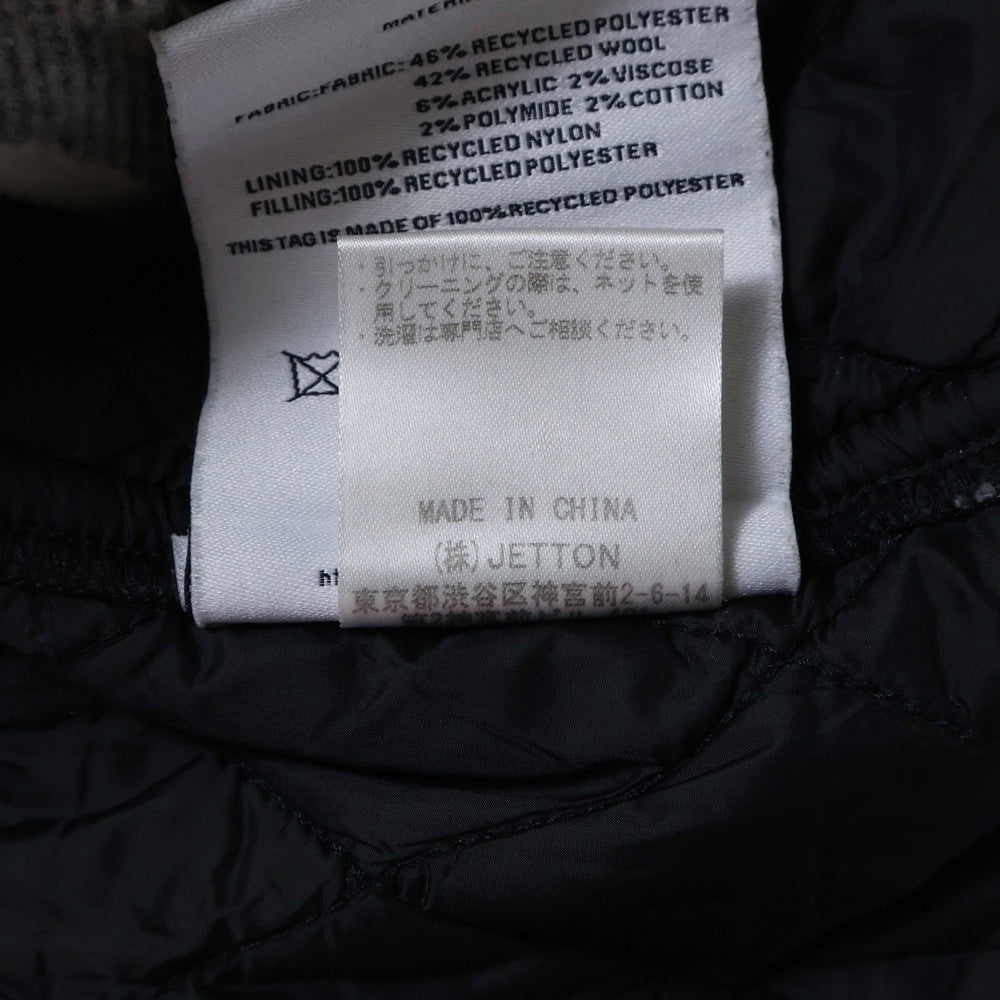 FABRIC:FABRIC:46% RECYCLED POLYESTER
42% RECYCLED WOOL
6% ACRYLIC 2% VISCOSE
2% POLYMIDE 2% COTTON
LINING:100% RECYCLED NYLON
FILLING:100% RECYCLED POLYESTER
THIS TAG IS MADE OF 100% RECYCLED POLYESTER
・引っかけに、ご注意ください。
・クリーニングの際は、ネットを使
用してください。
・洗濯は専門店へご相談ください。
MADE IN CHINA
(株)JETTON
東京都渋谷区神宮前2-6-14